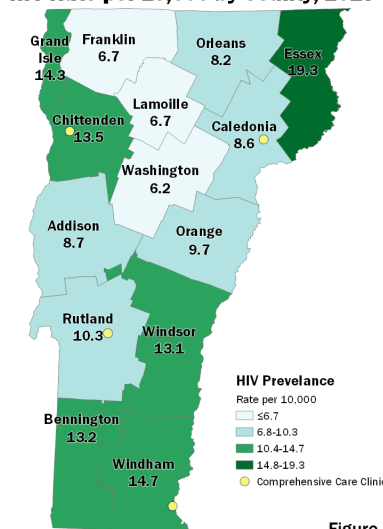 Grand
Isle
14.3
Franklin
6.7
Orleans
8.2
Essex
19.3
Lamoille
6.7
Chittenden
13.5
Caledonia
8.6
Washington
6.2
Addison
8.7
Orange
9.7
Rutland
10.3
Windsor
13.1
Bennington
13.2
Windham
14.7
HIV Prevelance
Rate per 10,000
≤6.7
6.8-10.3
10.4-14.7
14.8-19.3
Comprehensive Care Clinic
Figure